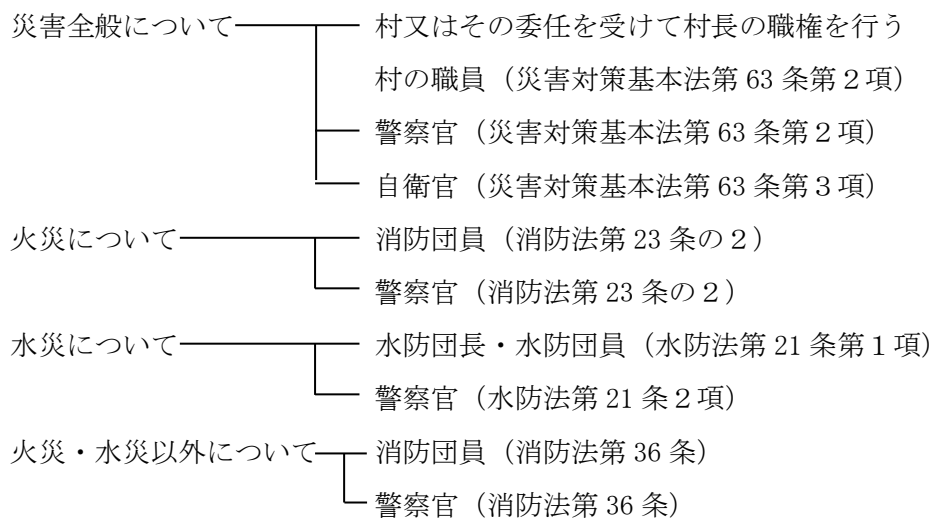 災害全般について 村又はその委任を受けて村長の職権を行う
村の職員（災害対策基本法第 63 条第２項）
警察官（災害対策基本法第 63 条第２項）
自衛官（災害対策基本法第 63 条第３項）
火災について 消防団員（消防法第 23 条の２）
警察官（消防法第 23 条の２）
水災について 水防団長・水防団員（水防法第 21 条第１項）
警察官（水防法第 21 条２項）
火災・水災以外について 消防団員（消防法第 36 条）
警察官（消防法第 36 条）